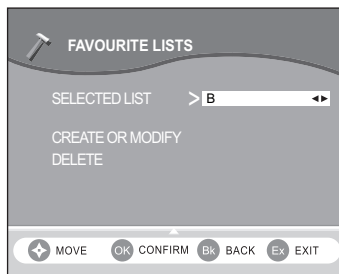 FAVOURITE LISTS
SELECTED LIST > B
CREATE OR MODIFY
DELETE
MOVE OK CONFIRM Bk BACK Ex EXIT